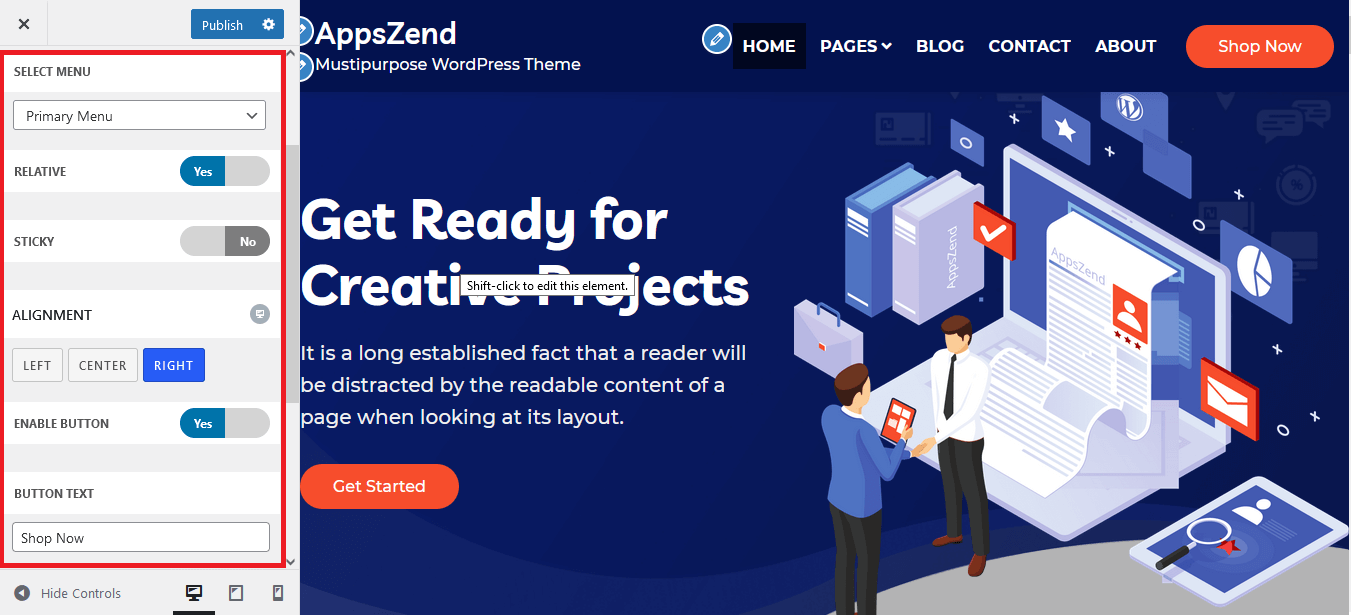 Publish
SELECT MENU
Primary Menu
RELATIVE
Yes
STICKY
No
ALIGNMENT
LEFT
CENTER
RIGHT
ENABLE BUTTON
Yes
BUTTON TEXT
Shop Now
Hide Controls
AppsZend
Mustipurpose WordPress Theme
HOME
PAGES
BLOG
CONTACT
ABOUT
Shop Now
Get Ready for
Creative Projects
Shift-click to edit this element.
It is a long established fact that a reader will
be distracted by the readable content of a
page when looking at its layout.
Get Started
AppsZend
AppsZend
%